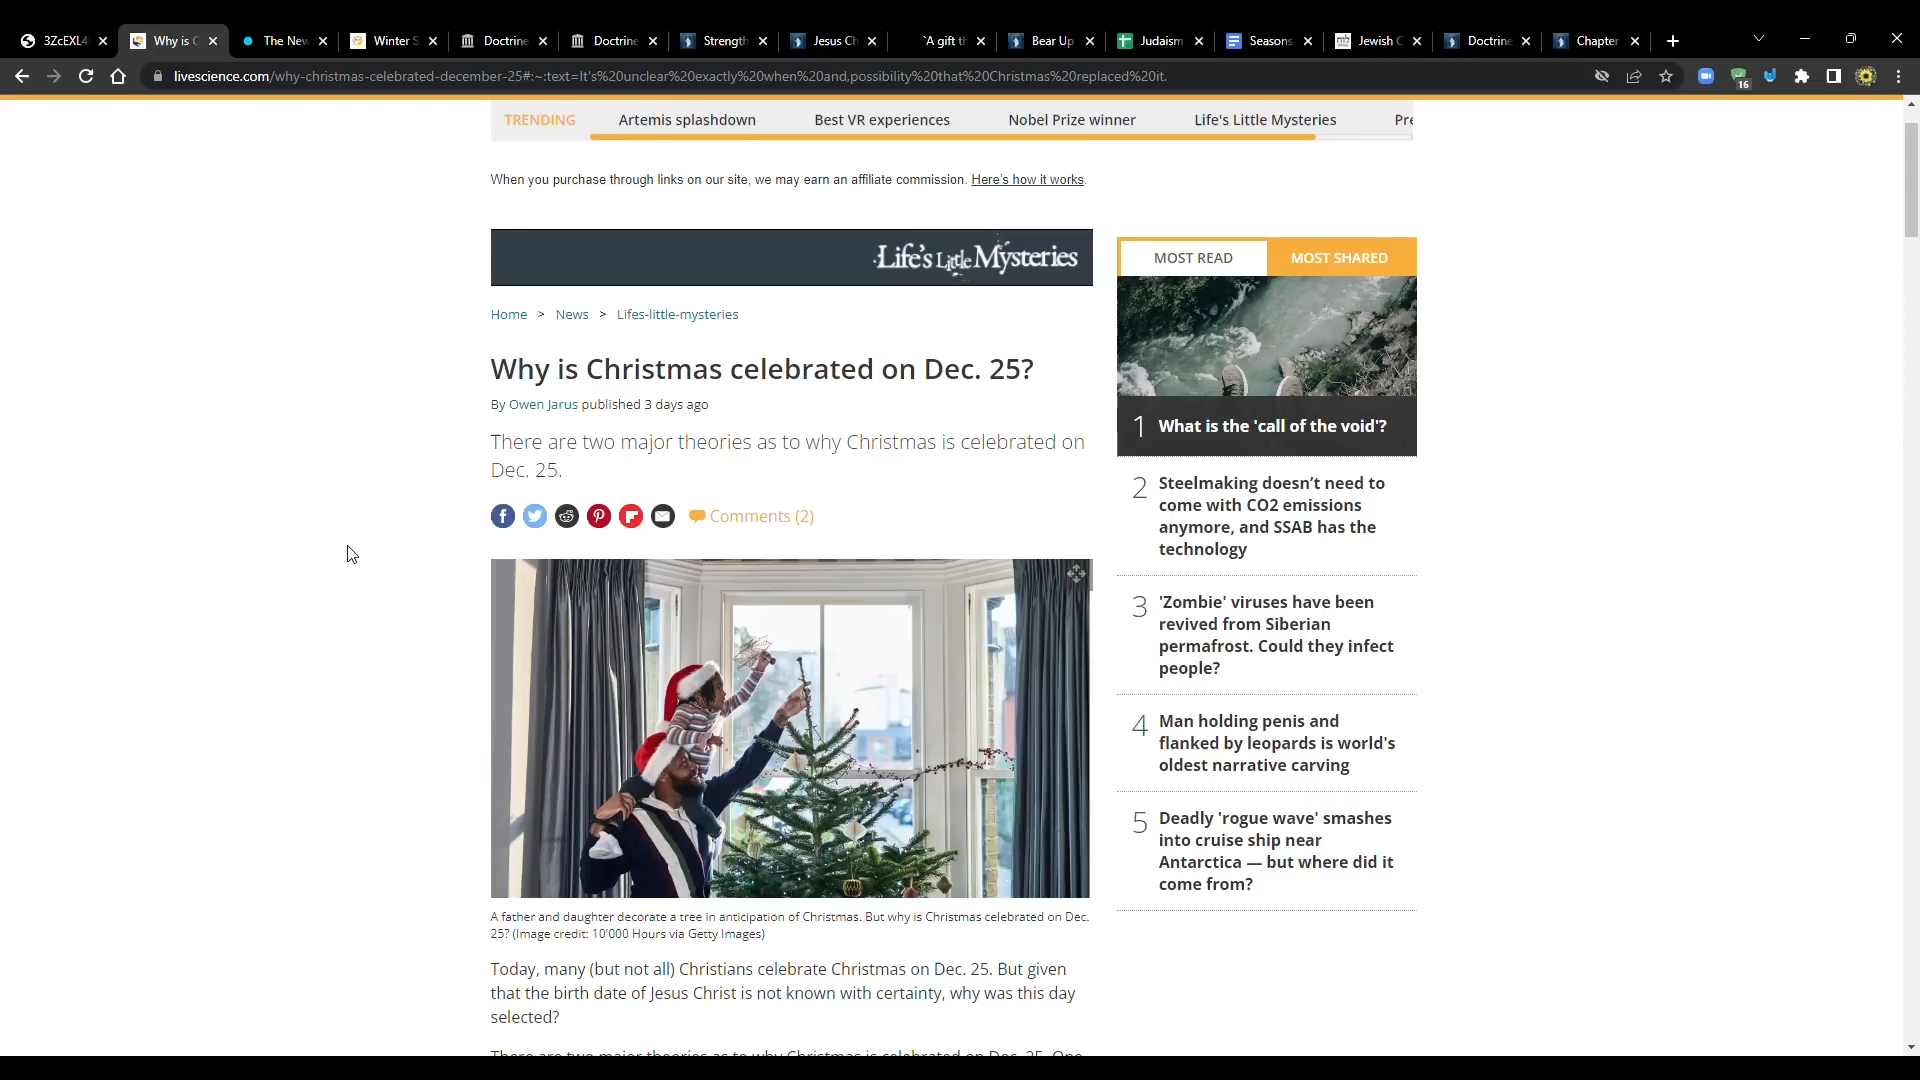 3ZcEXL4
Why is C
The New
Winter S
Doctrine
Doctrine
Strength
Jesus Ch
'A gift th
Bear Up
Judaism
Seasons
Jewish C
Doctrine
Chapter
livescience.com/why-christmas-celebrated-december-25#:~:text=It's%20unclear%20exactly%20when%20and,possibility%20that%20Christmas%20replaced%20it.
16
TRENDING Artemis splashdown Best VR experiences Nobel Prize winner Life's Little Mysteries Pre
When you purchase through links on our site, we may earn an affiliate commission. Here's how it works.
Life's Little Mysteries
Home > News > Lifes-little-mysteries
Why is Christmas celebrated on Dec. 25?
By Owen Jarus published 3 days ago
There are two major theories as to why Christmas is celebrated on
Dec. 25.
Comments (2)
A father and daughter decorate a tree in anticipation of Christmas. But why is Christmas celebrated on Dec.
25? (Image credit: 10'000 Hours via Getty Images)
Today, many (but not all) Christians celebrate Christmas on Dec. 25. But given
that the birth date of Jesus Christ is not known with certainty, why was this day
selected?
There are two major theories as to why Christmas is celebrated on Dec. 25. One
MOST READ MOST SHARED
1 What is the 'call of the void'?
2 Steelmaking doesn't need to
come with CO2 emissions
anymore, and SSAB has the
technology
3 'Zombie' viruses have been
revived from Siberian
permafrost. Could they infect
people?
4 Man holding penis and
flanked by leopards is world's
oldest narrative carving
5 Deadly 'rogue wave' smashes
into cruise ship near
Antarctica — but where did it
come from?